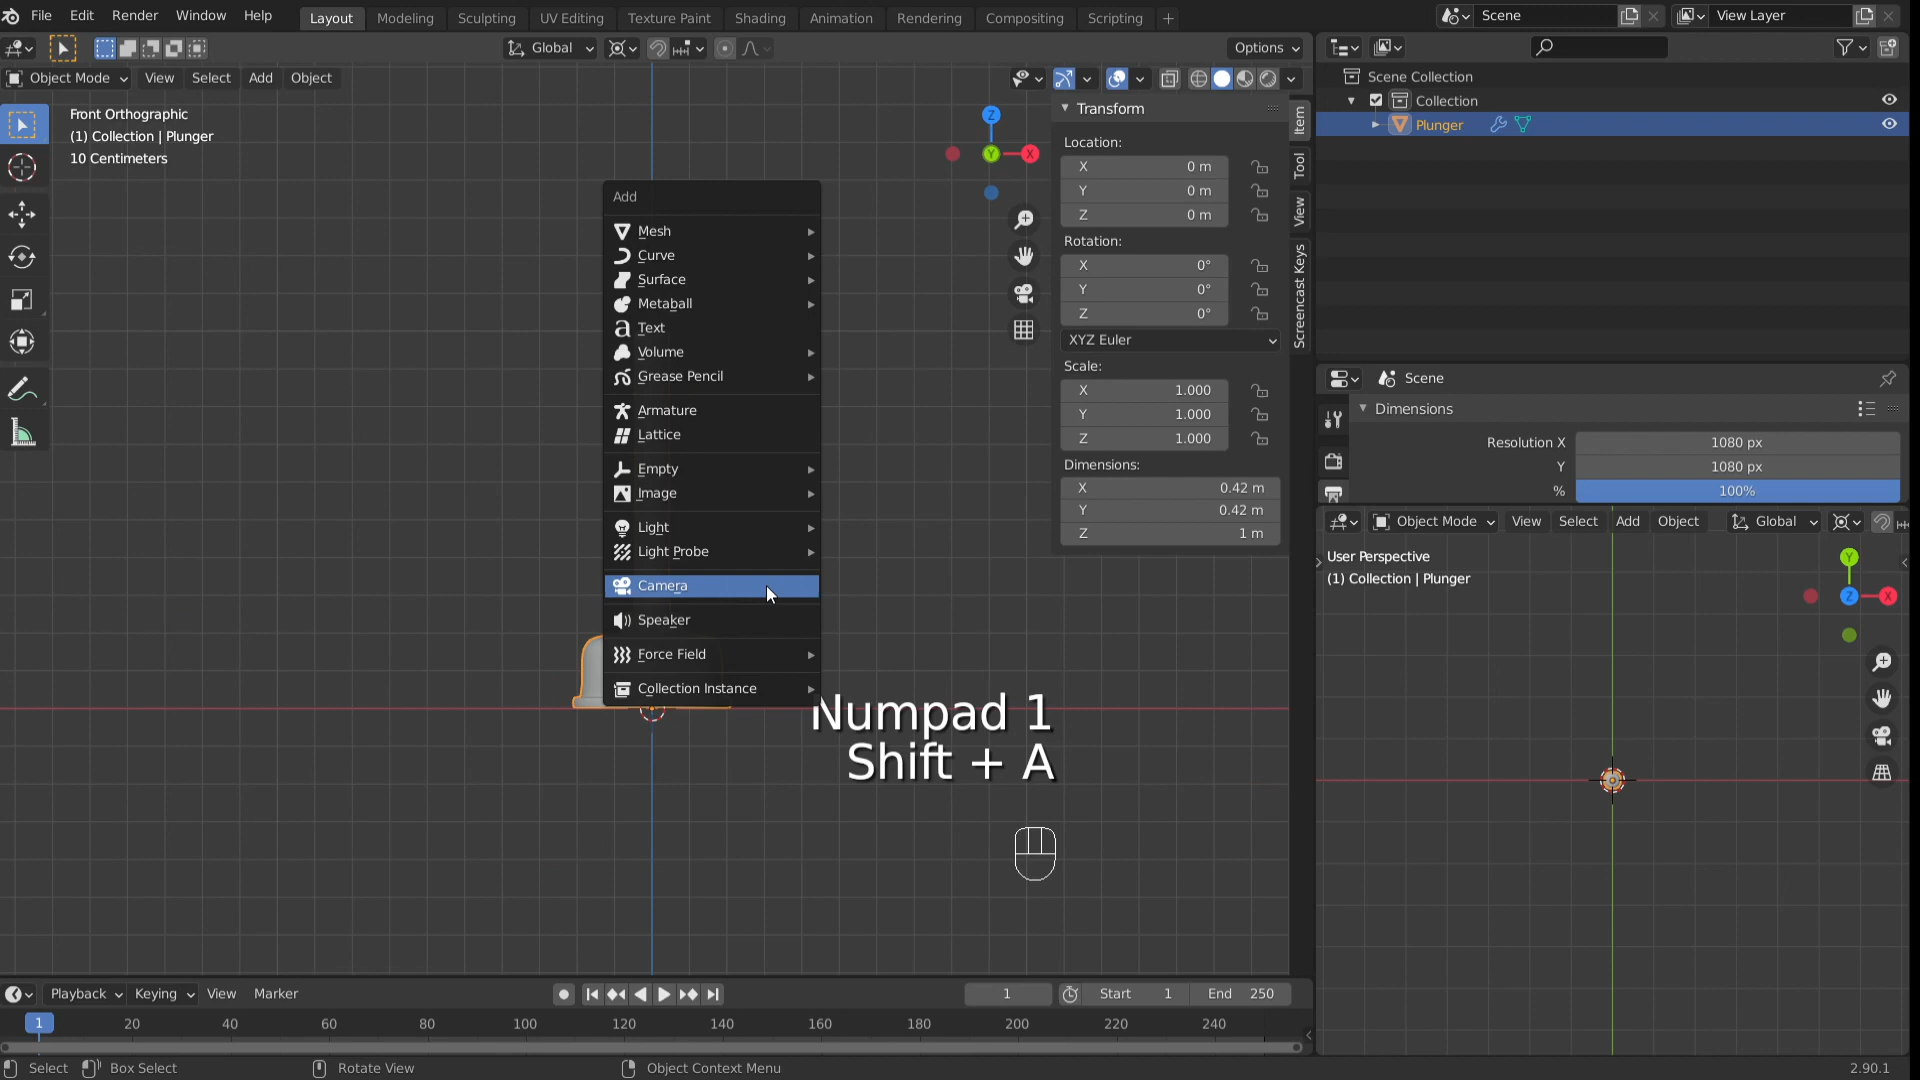 File Edit Render Window Help Layout Modeling Sculpting UV Editing Texture Paint Shading Animation Rendering Compositing Scripting + Scene View Layer
Global Options
Object Mode View Select Add Object
Scene Collection
Collection
Plunger
Front Orthographic
(1) Collection | Plunger
10 Centimeters
Z
Y
X
Add
Mesh
Curve
Surface
Metaball
Text
Volume
Grease Pencil
Armature
Lattice
Empty
Image
Light
Light Probe
Camera
Speaker
Force Field
Collection Instance
Transform
Location:
X 0 m
Y 0 m
Z 0 m
Rotation:
X 0°
Y 0°
Z 0°
XYZ Euler
Scale:
X 1.000
Y 1.000
Z 1.000
Dimensions:
X 0.42 m
Y 0.42 m
Z 1 m
Item
Tool
View
Screencast Keys
Scene
Dimensions
Resolution X 1080 px
Y 1080 px
% 100%
Object Mode View Select Add Object Global
User Perspective
(1) Collection | Plunger
Y
Z
X
Numpad 1
Shift + A
Playback Keying View Marker 1 Start 1 End 250
1 20 40 60 80 100 120 140 160 180 200 220 240
Select Box Select Rotate View Object Context Menu 2.90.1